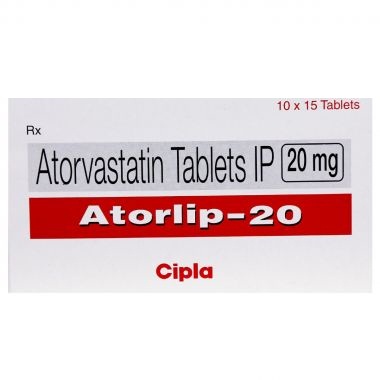 10 x 15 Tablets
Rx
Atorvastatin Tablets IP 20 mg
Atorlip-20
Cipla